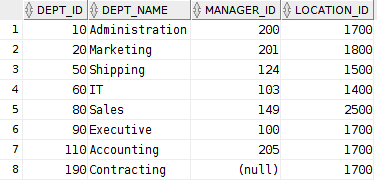 DEPT_ID DEPT_NAME MANAGER_ID LOCATION_ID
1 10 Administration 200 1700
2 20 Marketing 201 1800
3 50 Shipping 124 1500
4 60 IT 103 1400
5 80 Sales 149 2500
6 90 Executive 100 1700
7 110 Accounting 205 1700
8 190 Contracting (null) 1700